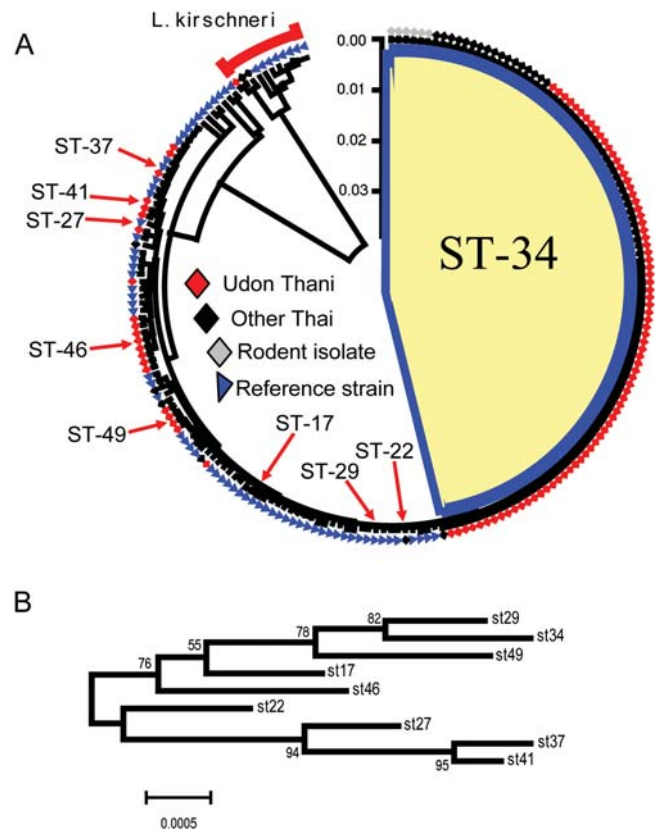 L. kirschneri
A
0.00
0.01
0.02
0.03
ST-37
ST-41
ST-27
ST-46
ST-49
ST-34
Udon Thani
Other Thai
Rodent isolate
Reference strain
ST-17
ST-29
ST-22
B
82
st29
78
st34
55
st49
76
st17
st46
st22
st27
94
st37
95
st41
0.0005